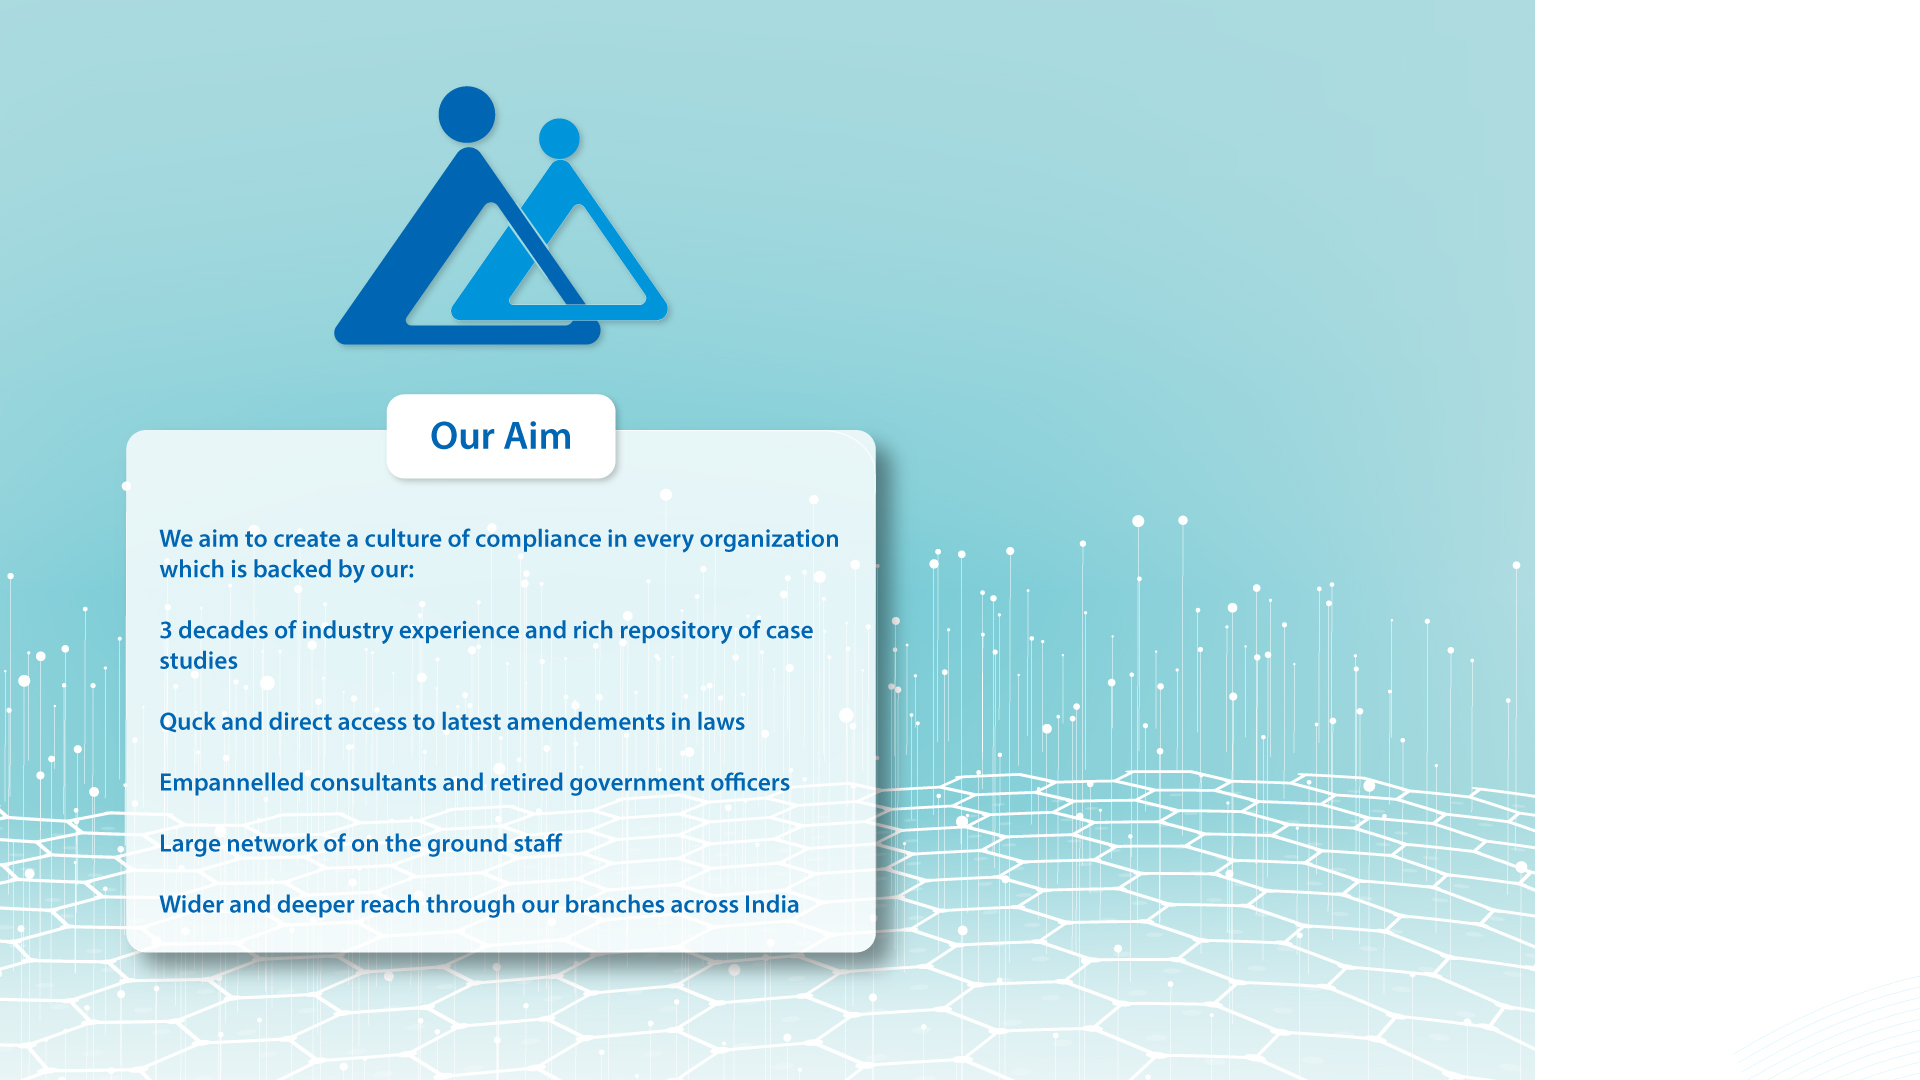 Our Aim
We aim to create a culture of compliance in every organization
which is backed by our:
3 decades of industry experience and rich repository of case
studies
Quck and direct access to latest amendements in laws
Empannelled consultants and retired government officers
Large network of on the ground staff
Wider and deeper reach through our branches across India